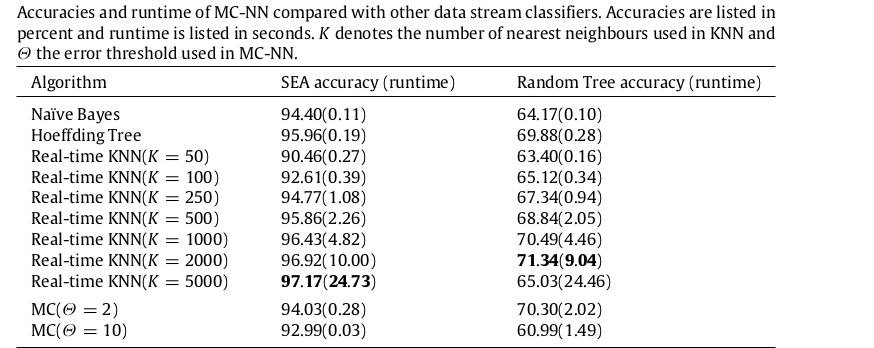 Accuracies and runtime of MC-NN compared with other data stream classifiers. Accuracies are listed in
percent and runtime is listed in seconds. K denotes the number of nearest neighbours used in KNN and
Θ the error threshold used in MC-NN.
Algorithm SEA accuracy (runtime) Random Tree accuracy (runtime)
Naïve Bayes 94.40(0.11) 64.17(0.10)
Hoeffding Tree 95.96(0.19) 69.88(0.28)
Real-time KNN(K = 50) 90.46(0.27) 63.40(0.16)
Real-time KNN(K = 100) 92.61(0.39) 65.12(0.34)
Real-time KNN(K = 250) 94.77(1.08) 67.34(0.94)
Real-time KNN(K = 500) 95.86(2.26) 68.84(2.05)
Real-time KNN(K = 1000) 96.43(4.82) 70.49(4.46)
Real-time KNN(K = 2000) 96.92(10.00) 71.34(9.04)
Real-time KNN(K = 5000) 97.17(24.73) 65.03(24.46)
MC(Θ = 2) 94.03(0.28) 70.30(2.02)
MC(Θ = 10) 92.99(0.03) 60.99(1.49)